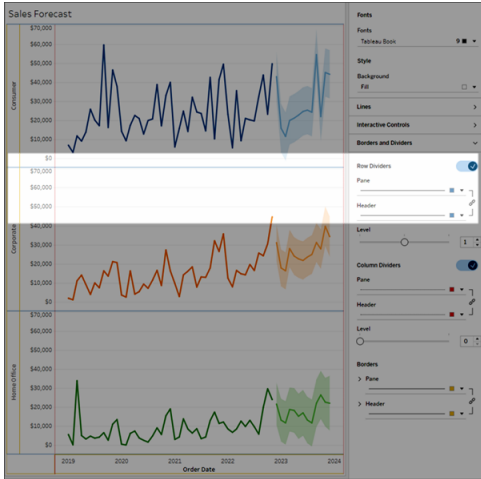 Sales Forecast
Consumer
$70,000
$60,000
$50,000
$40,000
$30,000
$20,000
$10,000
$0
Corporate
$70,000
$60,000
$50,000
$40,000
$30,000
$20,000
$10,000
$0
Home Office
$70,000
$60,000
$50,000
$40,000
$30,000
$20,000
$10,000
$0
2019 2020 2021 2022 2023 2024
Order Date
Fonts
Fonts
Tableau Book 9
Style
Background
Fill
Lines
Interactive Controls
Borders and Dividers
Row Dividers
Pane
Header
Level
1
Column Dividers
Pane
Header
Level
0
Borders
Pane
Header